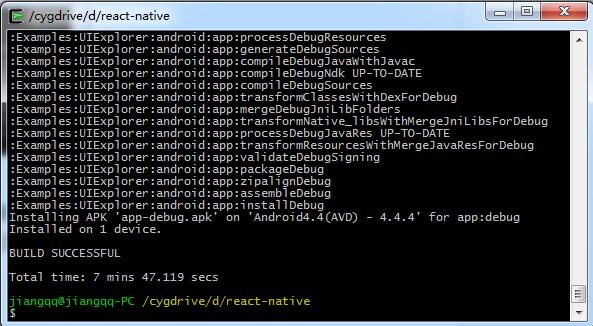 /cygdrive/d/react-native
:Examples:UIExplorer:android:app:processDebugResources
:Examples:UIExplorer:android:app:generateDebugSources
:Examples:UIExplorer:android:app:compileDebugJavaWithJavac
:Examples:UIExplorer:android:app:compileDebugNdk UP-TO-DATE
:Examples:UIExplorer:android:app:compileDebugSources
:Examples:UIExplorer:android:app:transformClassesWithDexForDebug
:Examples:UIExplorer:android:app:mergeDebugJniLibFolders
:Examples:UIExplorer:android:app:transformNative_libsWithMergeJniLibsForDebug
:Examples:UIExplorer:android:app:processDebugJavaRes UP-TO-DATE
:Examples:UIExplorer:android:app:transformResourcesWithMergeJavaResForDebug
:Examples:UIExplorer:android:app:validateDebugSigning
:Examples:UIExplorer:android:app:packageDebug
:Examples:UIExplorer:android:app:zipalignDebug
:Examples:UIExplorer:android:app:assembleDebug
:Examples:UIExplorer:android:app:installDebug
Installing APK 'app-debug.apk' on 'Android4.4(AVD) - 4.4.4' for app:debug
Installed on 1 device.
BUILD SUCCESSFUL
Total time: 7 mins 47.119 secs
jiangqq@jiangqq-PC /cygdrive/d/react-native
$